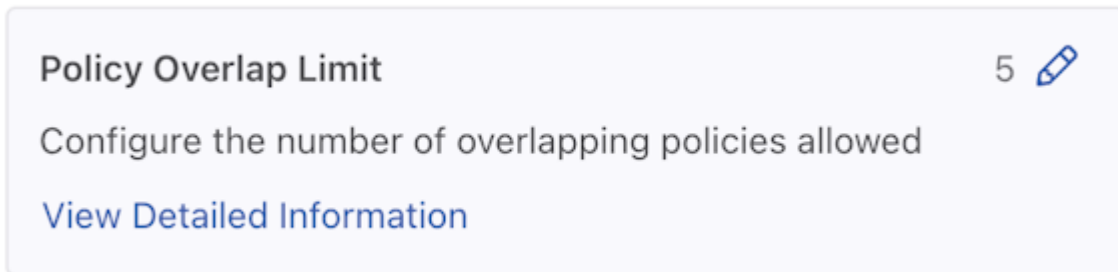 Policy Overlap Limit 5
Configure the number of overlapping policies allowed
View Detailed Information